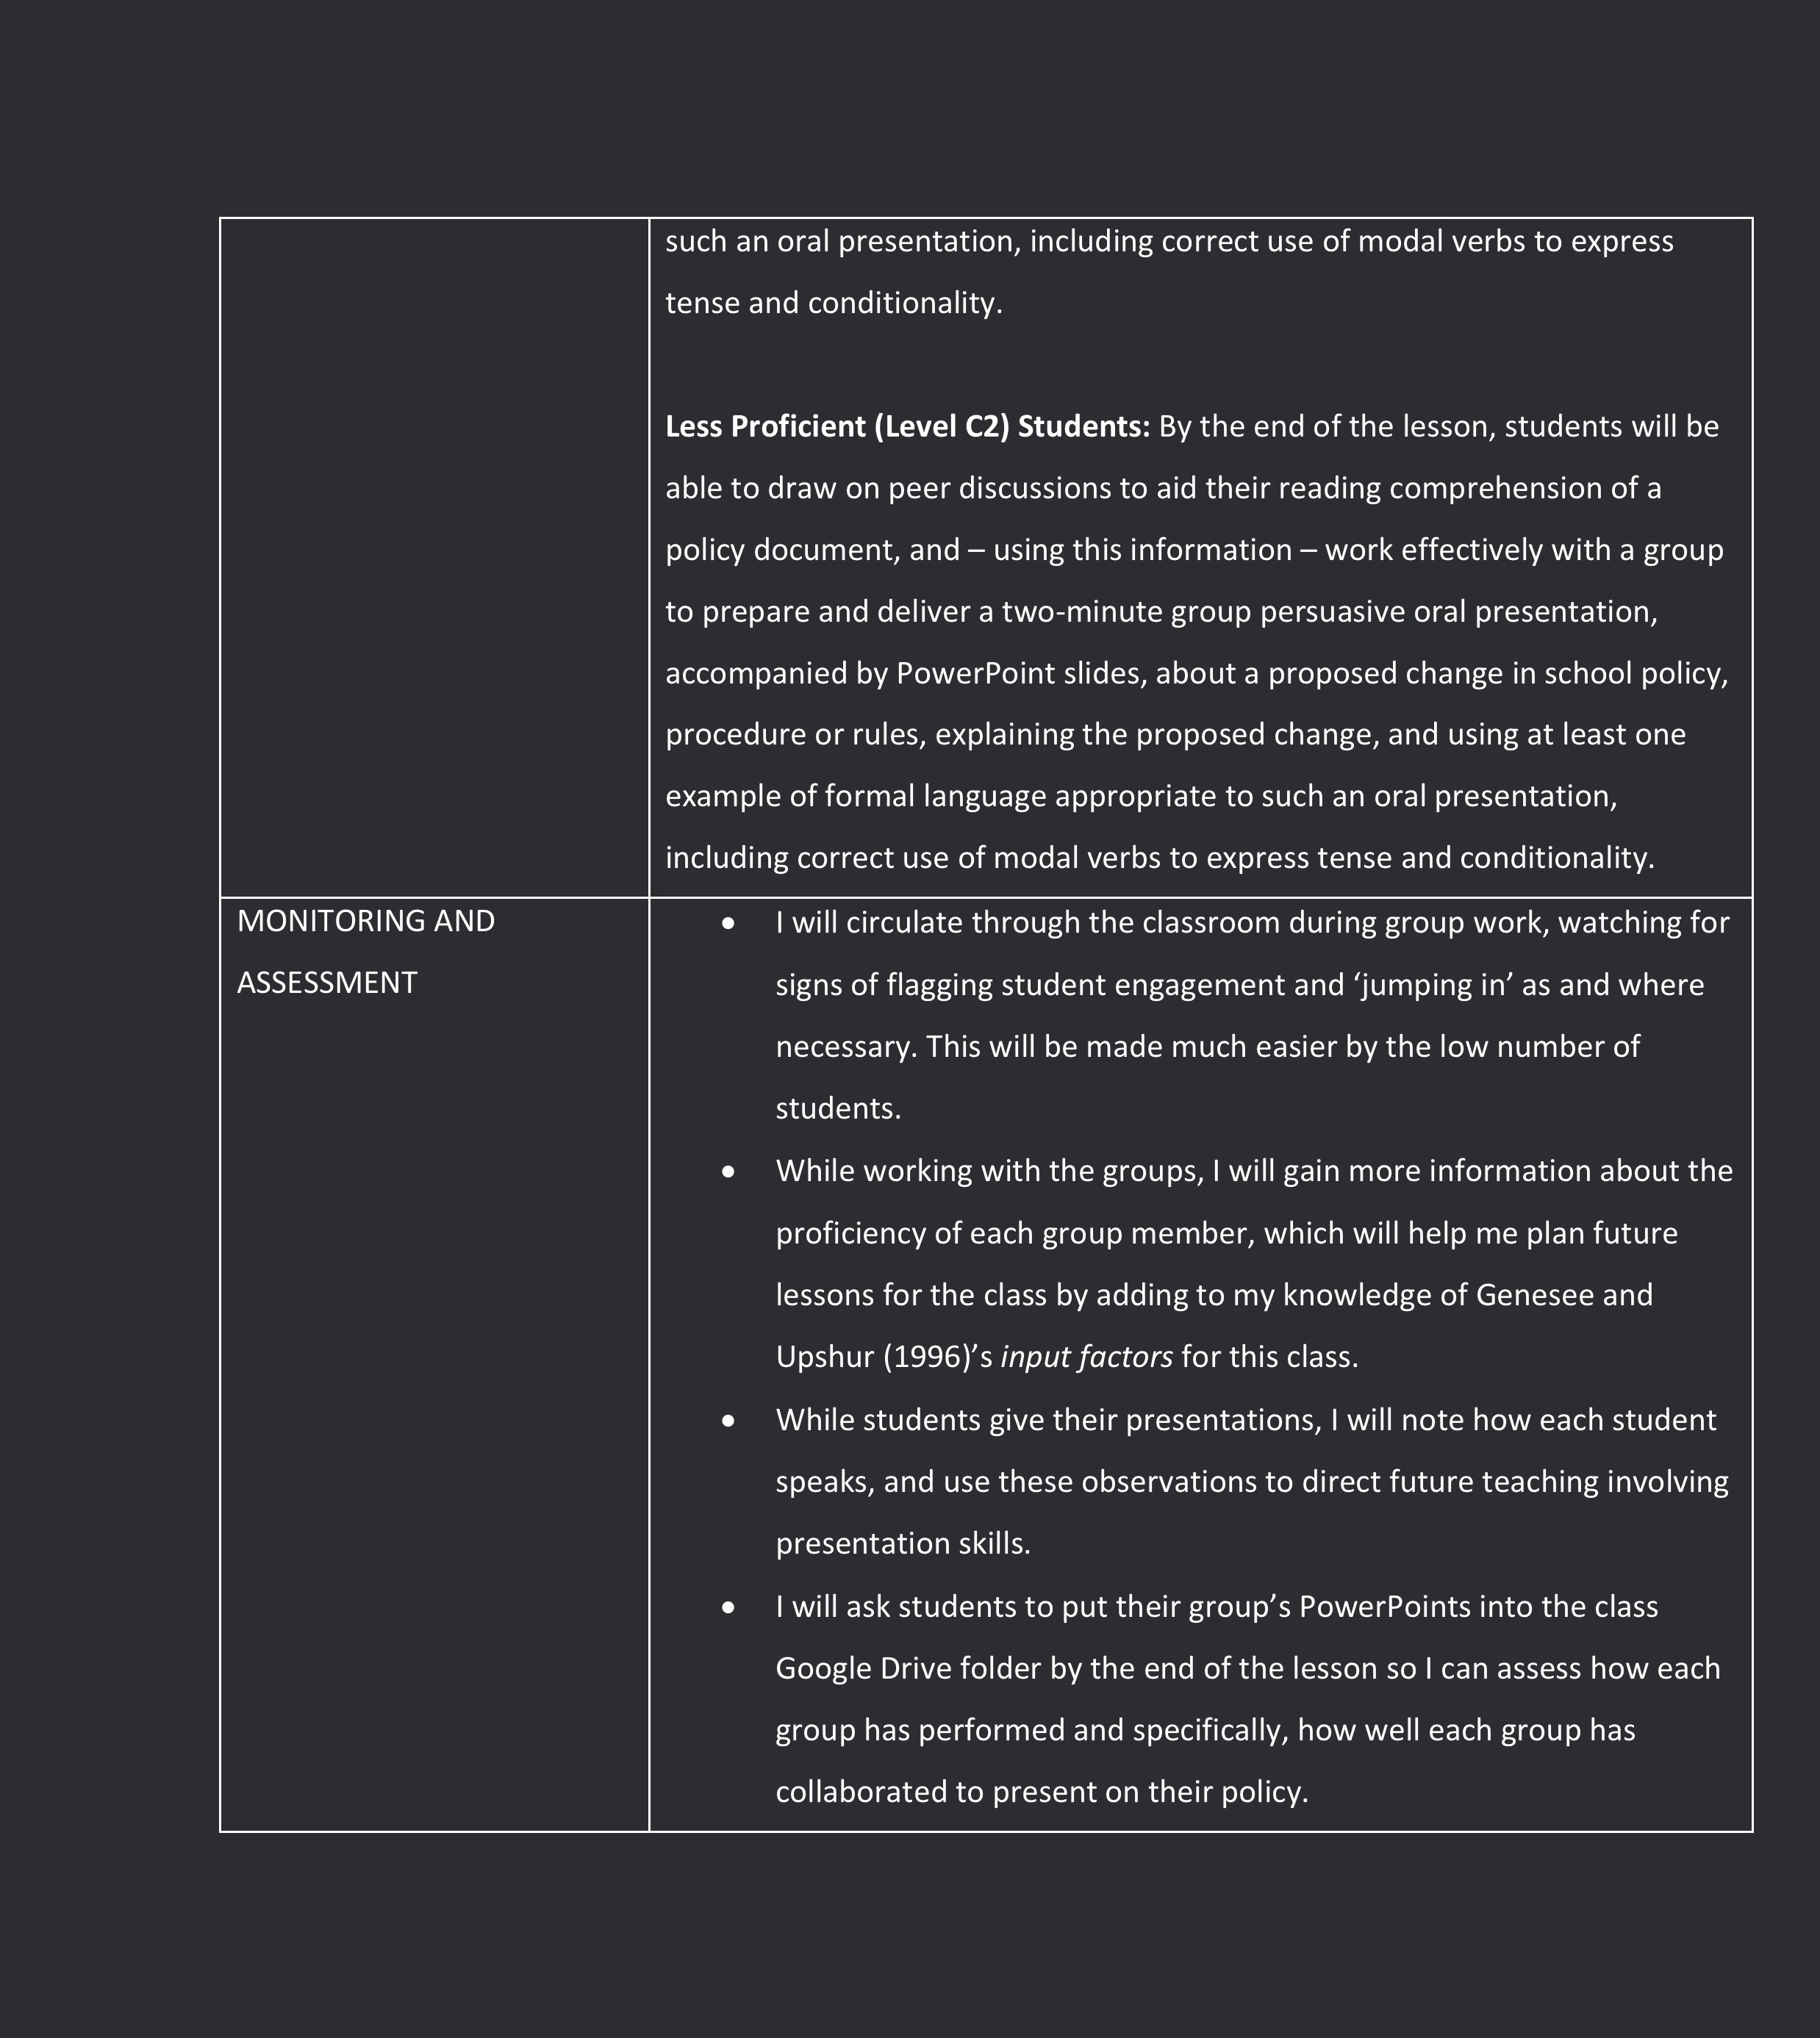 such an oral presentation, including correct use of modal verbs to express
tense and conditionality.
Less Proficient (Level C2) Students: By the end of the lesson, students will be
able to draw on peer discussions to aid their reading comprehension of a
policy document, and – using this information – work effectively with a group
to prepare and deliver a two-minute group persuasive oral presentation,
accompanied by PowerPoint slides, about a proposed change in school policy,
procedure or rules, explaining the proposed change, and using at least one
example of formal language appropriate to such an oral presentation,
including correct use of modal verbs to express tense and conditionality.
MONITORING AND
ASSESSMENT
• I will circulate through the classroom during group work, watching for
signs of flagging student engagement and ‘jumping in’ as and where
necessary. This will be made much easier by the low number of
students.
• While working with the groups, I will gain more information about the
proficiency of each group member, which will help me plan future
lessons for the class by adding to my knowledge of Genesee and
Upshur (1996)’s input factors for this class.
• While students give their presentations, I will note how each student
speaks, and use these observations to direct future teaching involving
presentation skills.
• I will ask students to put their group’s PowerPoints into the class
Google Drive folder by the end of the lesson so I can assess how each
group has performed and specifically, how well each group has
collaborated to present on their policy.